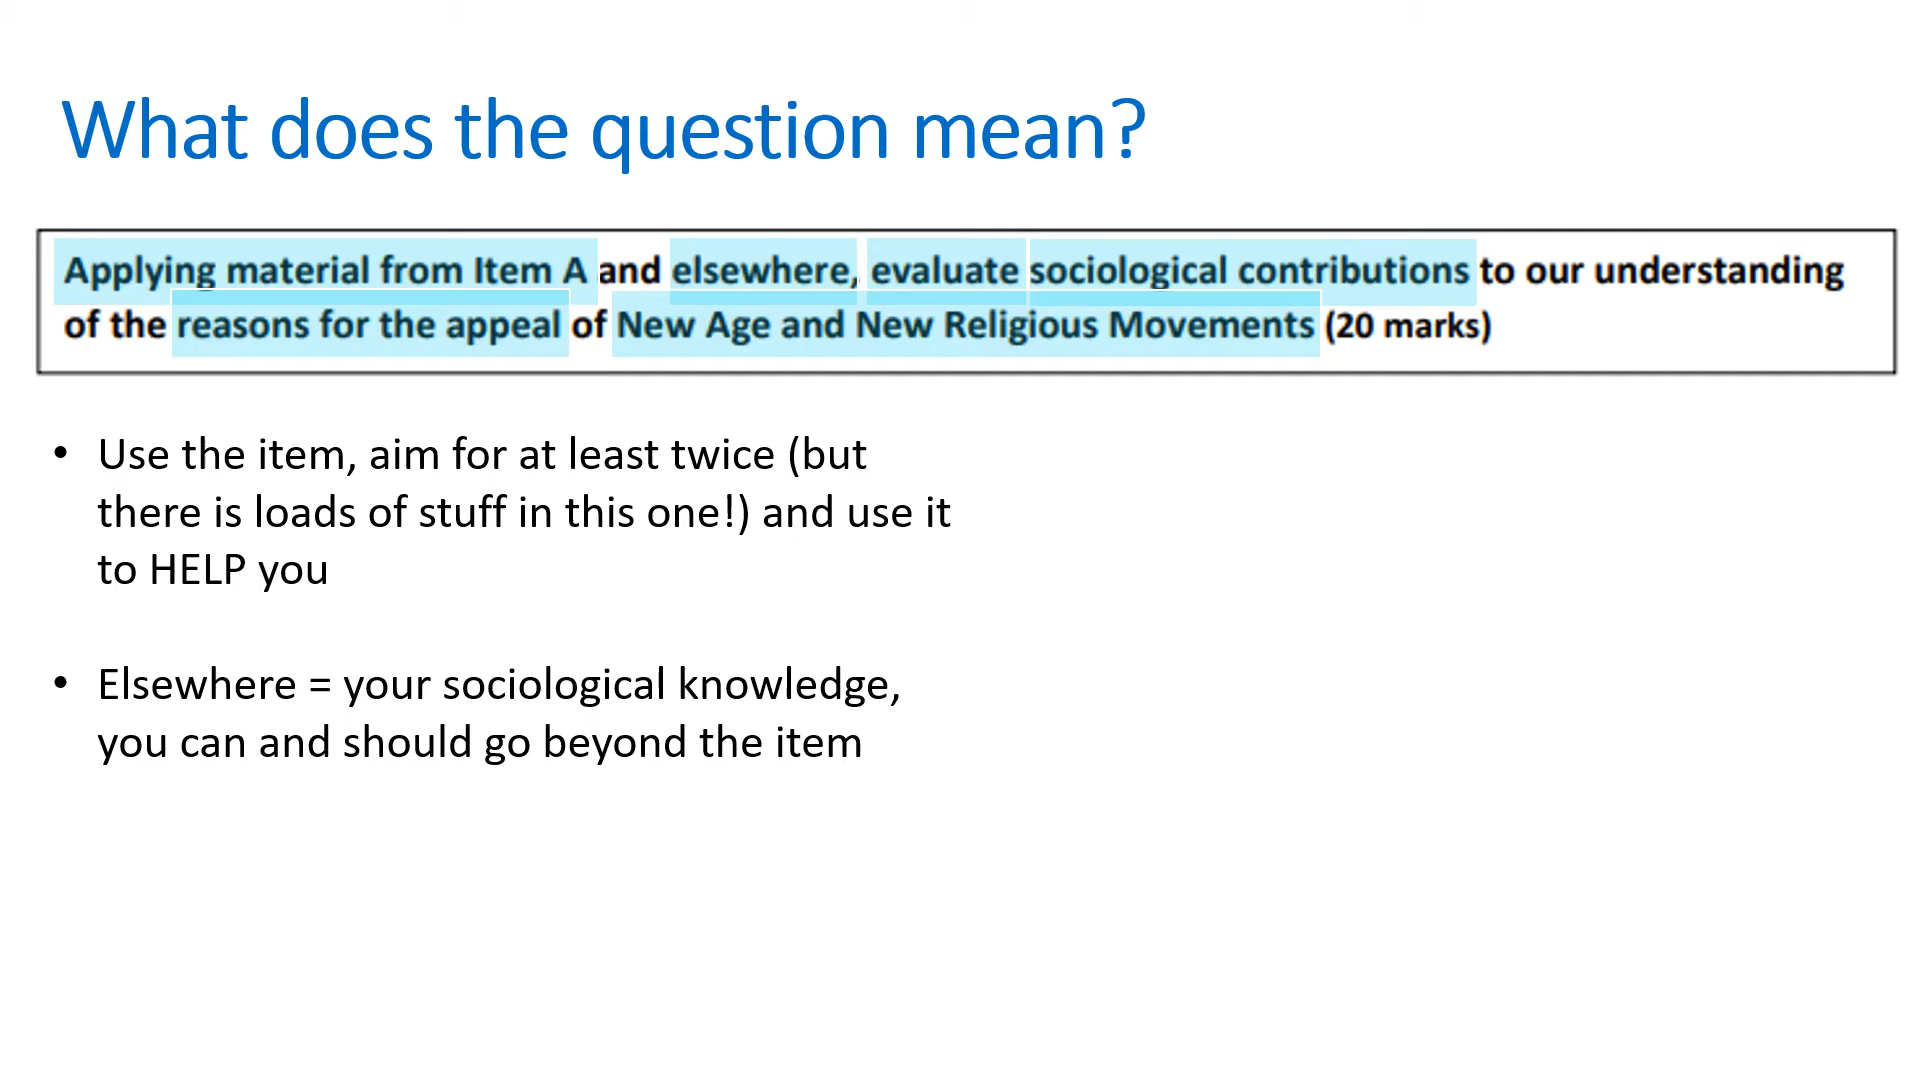 What does the question mean?
Applying material from Item A and elsewhere, evaluate sociological contributions to our understanding
of the reasons for the appeal of New Age and New Religious Movements (20 marks)
• Use the item, aim for at least twice (but
there is loads of stuff in this one!) and use it
to HELP you
• Elsewhere = your sociological knowledge,
you can and should go beyond the item